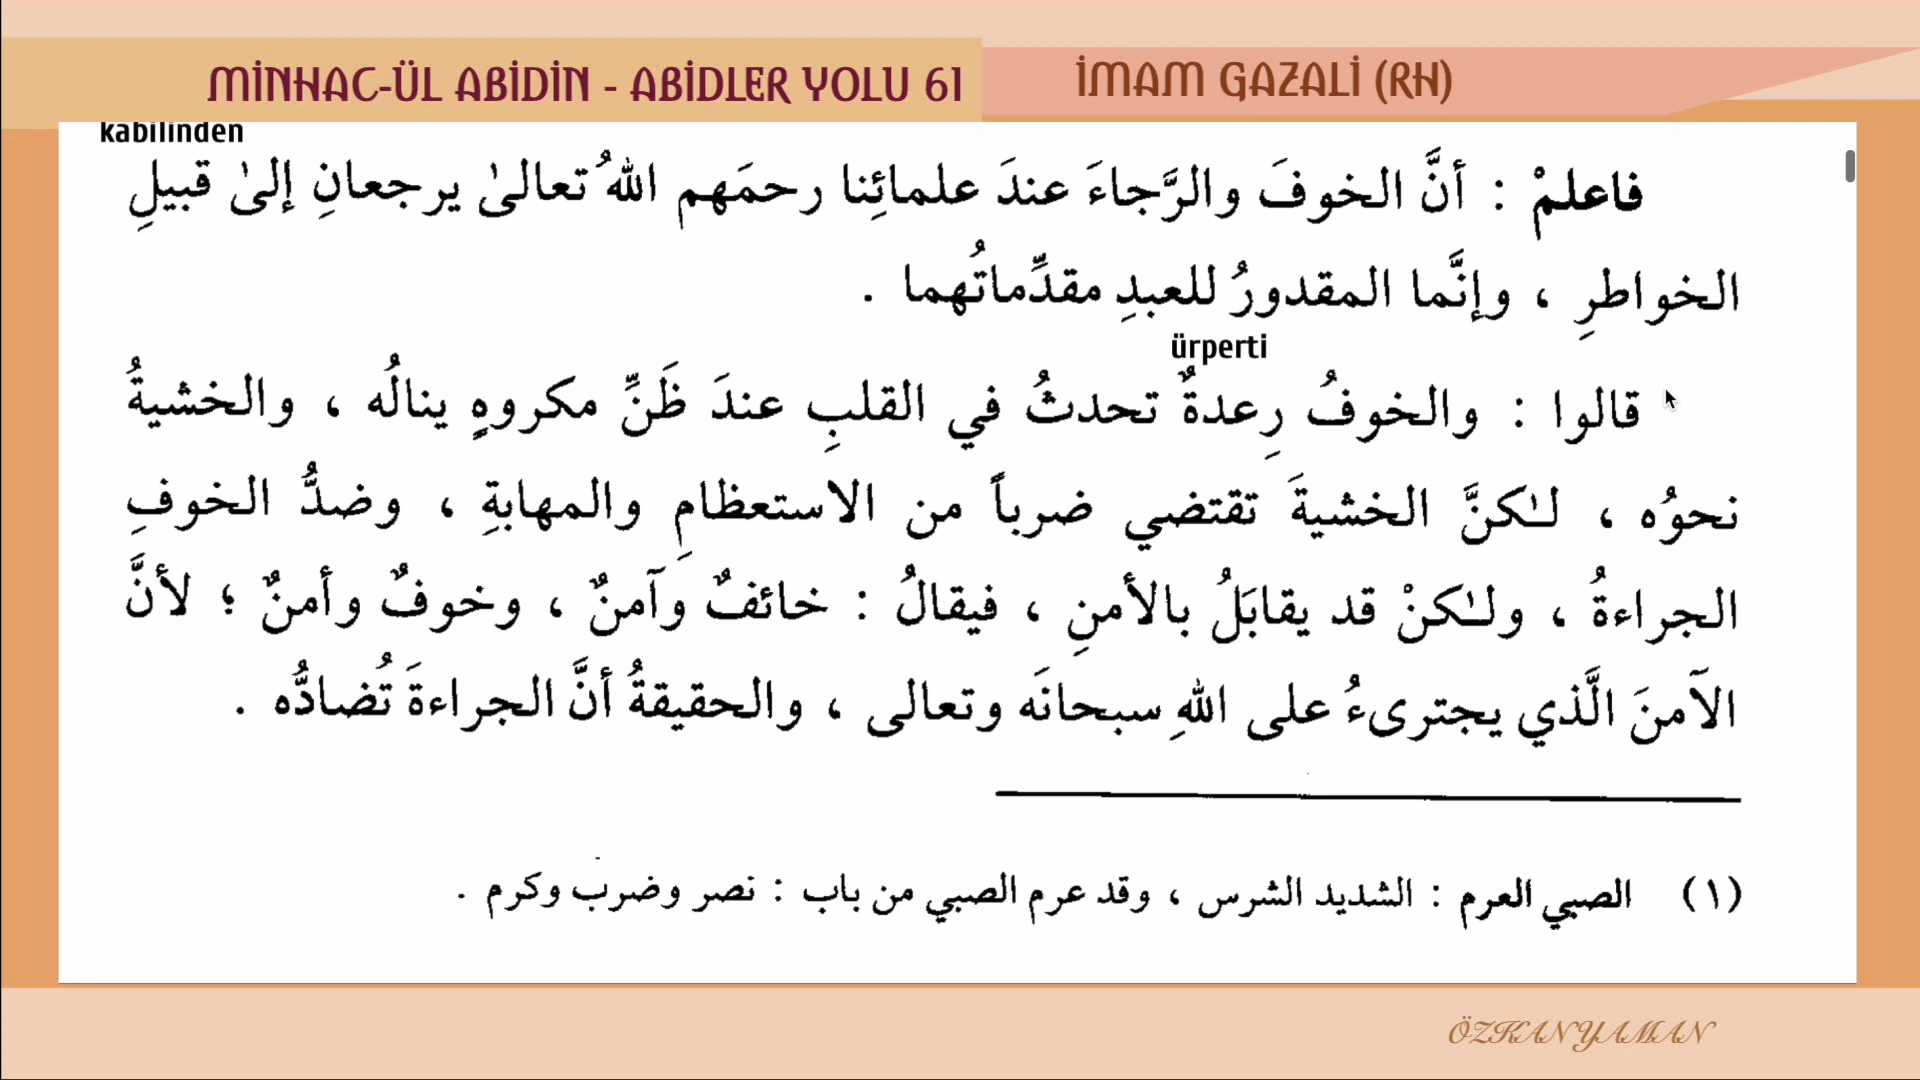 MİNHAC-ÜL ABİDİN - ABİDLER YOLU 61
İMAM GAZALİ (RH)
kabilinden
فاعلمْ : أنَّ الخوفَ والرَّجاءَ عندَ علمائِنا رحمَهم اللهُ تعالىٰ يرجعانِ إلىٰ قبيلِ
الخواطرِ ، وإنَّما المقدورُ للعبدِ مقدِّماتُهما .
ürperti
قالوا : والخوفُ رِعدةٌ تحدثُ في القلبِ عندَ ظَنِّ مكروهٍ ينالُه ، والخشيةُ
نحوُه ، لـٰكنَّ الخشيةَ تقتضي ضرباً من الاستعظامِ والمهابةِ ، وضدُّ الخوفِ
الجراءةُ ، ولـٰكنْ قد يقابَلُ بالأمنِ ، فيقالُ : خائفٌ وآمنٌ ، وخوفٌ وأمنٌ ؛ لأنَّ
الآمنَ الَّذي يجترىءُ على اللهِ سبحانَه وتعالى ، والحقيقةُ أنَّ الجراءةَ تُضادُّه .
(١) الصبي العرم : الشديد الشرس ، وقد عرم الصبي من باب : نصر وضرب وكرم .
ÖZKAN YAMAN